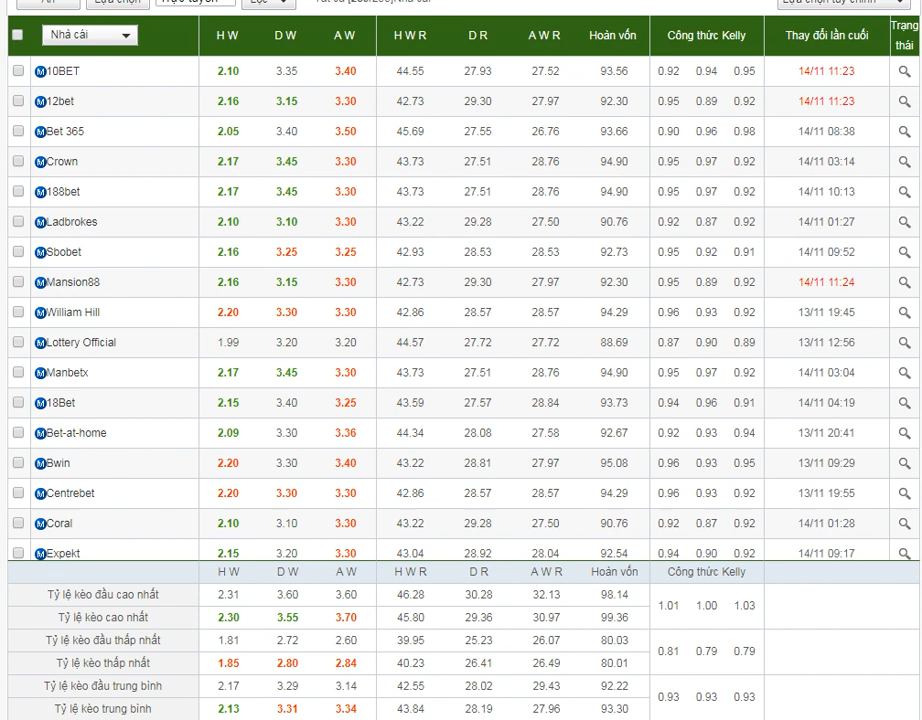 Nhà cái H W D W A W H W R D R A W R Hoàn vốn Công thức Kelly Thay đổi lần cuối Trạng thái
10BET 2.10 3.35 3.40 44.55 27.93 27.52 93.56 0.92 0.94 0.95 14/11 11:23
12bet 2.16 3.15 3.30 42.73 29.30 27.97 92.30 0.95 0.89 0.92 14/11 11:23
Bet 365 2.05 3.40 3.50 45.69 27.55 26.76 93.66 0.90 0.96 0.98 14/11 08:38
Crown 2.17 3.45 3.30 43.73 27.51 28.76 94.90 0.95 0.97 0.92 14/11 03:14
188bet 2.17 3.45 3.30 43.73 27.51 28.76 94.90 0.95 0.97 0.92 14/11 10:13
Ladbrokes 2.10 3.10 3.30 43.22 29.28 27.50 90.76 0.92 0.87 0.92 14/11 01:27
Sbobet 2.16 3.25 3.25 42.93 28.53 28.53 92.73 0.95 0.92 0.91 14/11 09:52
Mansion88 2.16 3.15 3.30 42.73 29.30 27.97 92.30 0.95 0.89 0.92 14/11 11:24
William Hill 2.20 3.30 3.30 42.86 28.57 28.57 94.29 0.96 0.93 0.92 13/11 19:45
Lottery Official 1.99 3.20 3.20 44.57 27.72 27.72 88.69 0.87 0.90 0.89 13/11 12:56
Manbetx 2.17 3.45 3.30 43.73 27.51 28.76 94.90 0.95 0.97 0.92 14/11 03:04
18Bet 2.15 3.40 3.25 43.59 27.57 28.84 93.73 0.94 0.96 0.91 14/11 04:19
Bet-at-home 2.09 3.30 3.36 44.34 28.08 27.58 92.67 0.92 0.93 0.94 13/11 20:41
Bwin 2.20 3.30 3.40 43.22 28.81 27.97 95.08 0.96 0.93 0.95 13/11 09:29
Centrebet 2.20 3.30 3.30 42.86 28.57 28.57 94.29 0.96 0.93 0.92 13/11 19:55
Coral 2.10 3.10 3.30 43.22 29.28 27.50 90.76 0.92 0.87 0.92 14/11 01:28
Expekt 2.15 3.20 3.30 43.04 28.92 28.04 92.54 0.94 0.90 0.92 14/11 09:17
H W D W A W H W R D R A W R Hoàn vốn Công thức Kelly
Tỷ lệ kèo đầu cao nhất 2.31 3.60 3.60 46.28 30.28 32.13 98.14
1.01 1.00 1.03
Tỷ lệ kèo cao nhất 2.30 3.55 3.70 45.80 29.36 30.97 99.36
Tỷ lệ kèo đầu thấp nhất 1.81 2.72 2.60 39.95 25.23 26.07 80.03
0.81 0.79 0.79
Tỷ lệ kèo thấp nhất 1.85 2.80 2.84 40.23 26.41 26.49 80.01
Tỷ lệ kèo đầu trung bình 2.17 3.29 3.14 42.55 28.02 29.43 92.22
0.93 0.93 0.93
Tỷ lệ kèo trung bình 2.13 3.31 3.34 43.84 28.19 27.96 93.30